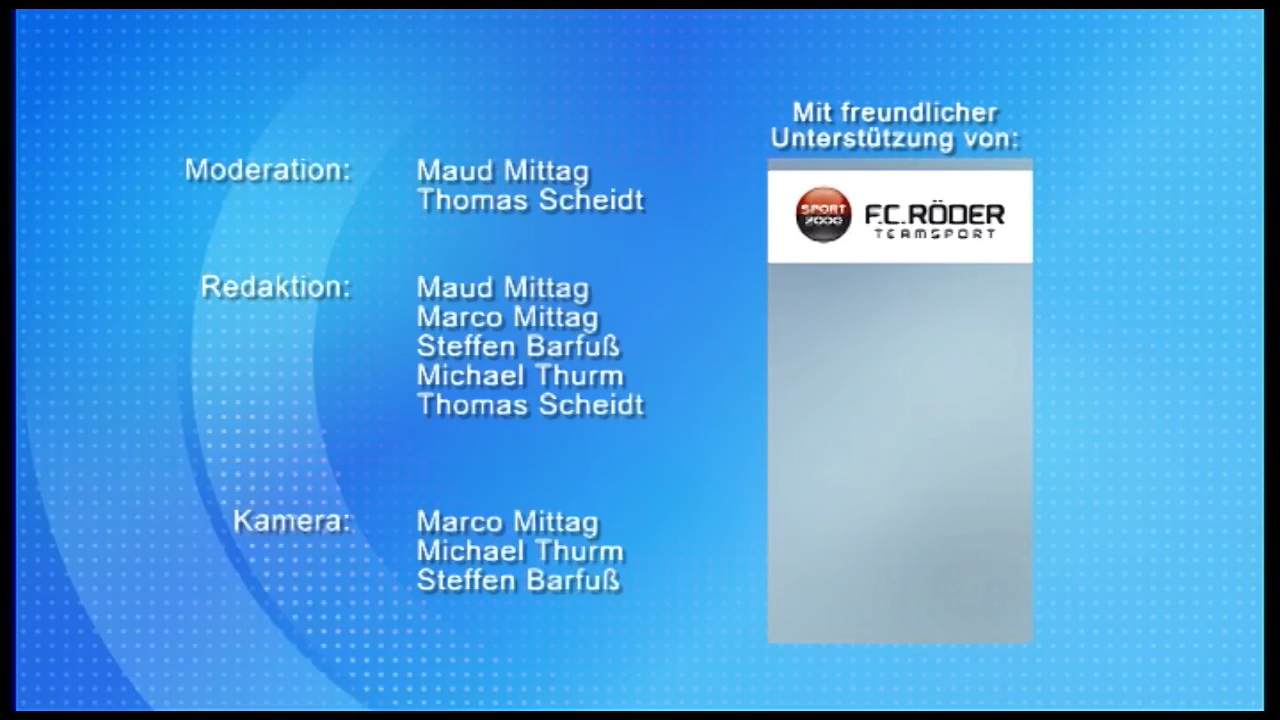 Moderation: Maud Mittag
Thomas Scheidt
Redaktion: Maud Mittag
Marco Mittag
Steffen Barfuß
Michael Thurm
Thomas Scheidt
Kamera: Marco Mittag
Michael Thurm
Steffen Barfuß
Mit freundlicher
Unterstützung von:
SPORT
2000
F.C.RÖDER
TEAMSPORT